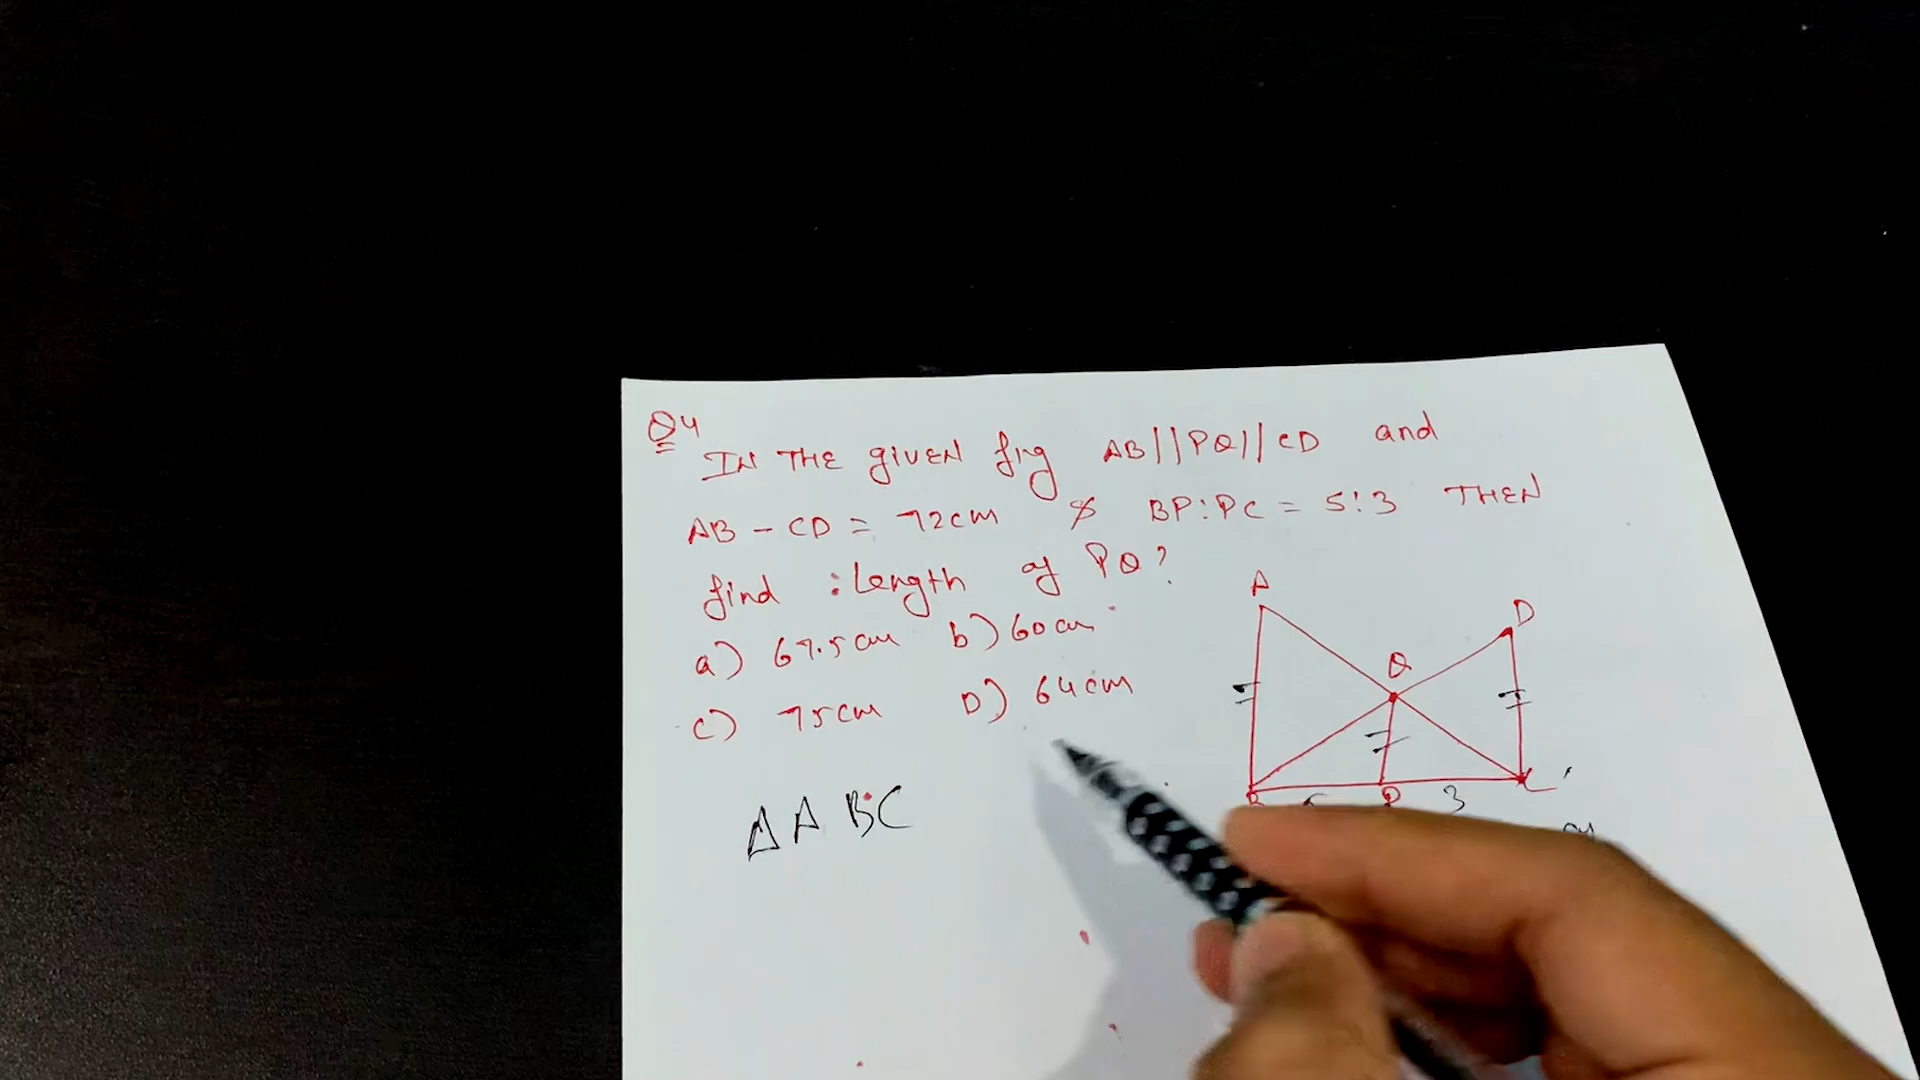 Q4
IN THE given fig AB||PQ||CD and
AB - CD = 72cm & BP:PC = 5:3 THEN
find : Length of PQ?
a) 67.5cm b) 60cm
c) 75cm D) 64cm
A
D
Q
B P C
3
Δ A B C